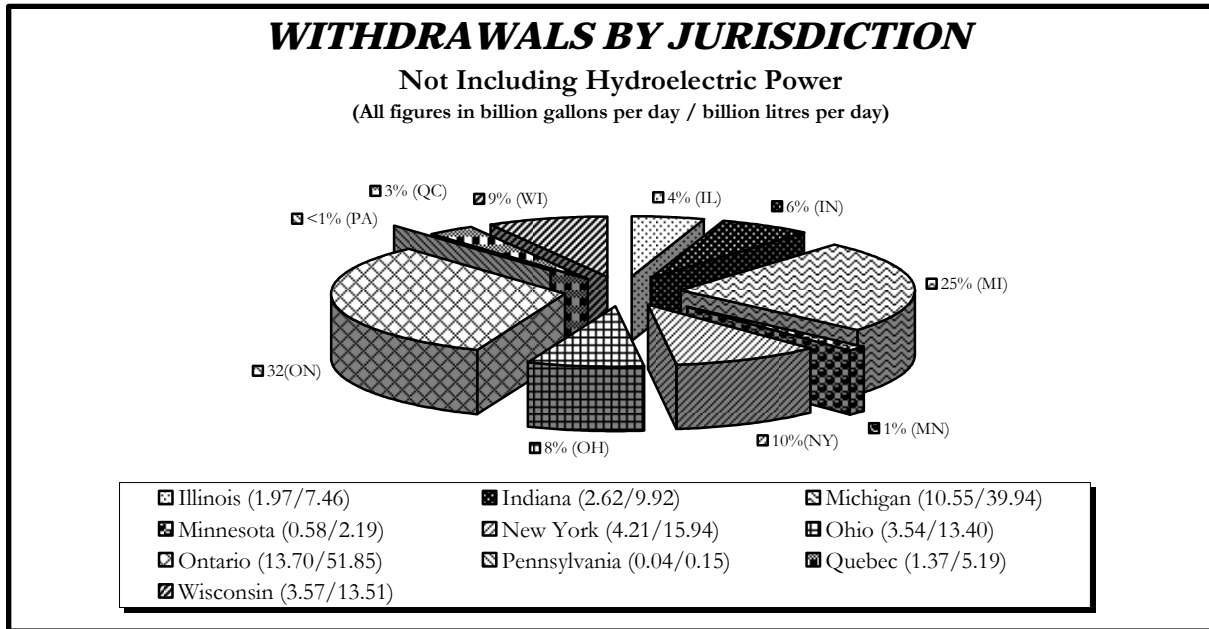 WITHDRAWALS BY JURISDICTION
Not Including Hydroelectric Power
(All figures in billion gallons per day / billion litres per day)
3% (QC)
9% (WI)
4% (IL)
6% (IN)
<1% (PA)
25% (MI)
32(ON)
1% (MN)
8% (OH)
10%(NY)
Illinois (1.97/7.46) Indiana (2.62/9.92) Michigan (10.55/39.94)
Minnesota (0.58/2.19) New York (4.21/15.94) Ohio (3.54/13.40)
Ontario (13.70/51.85) Pennsylvania (0.04/0.15) Quebec (1.37/5.19)
Wisconsin (3.57/13.51)